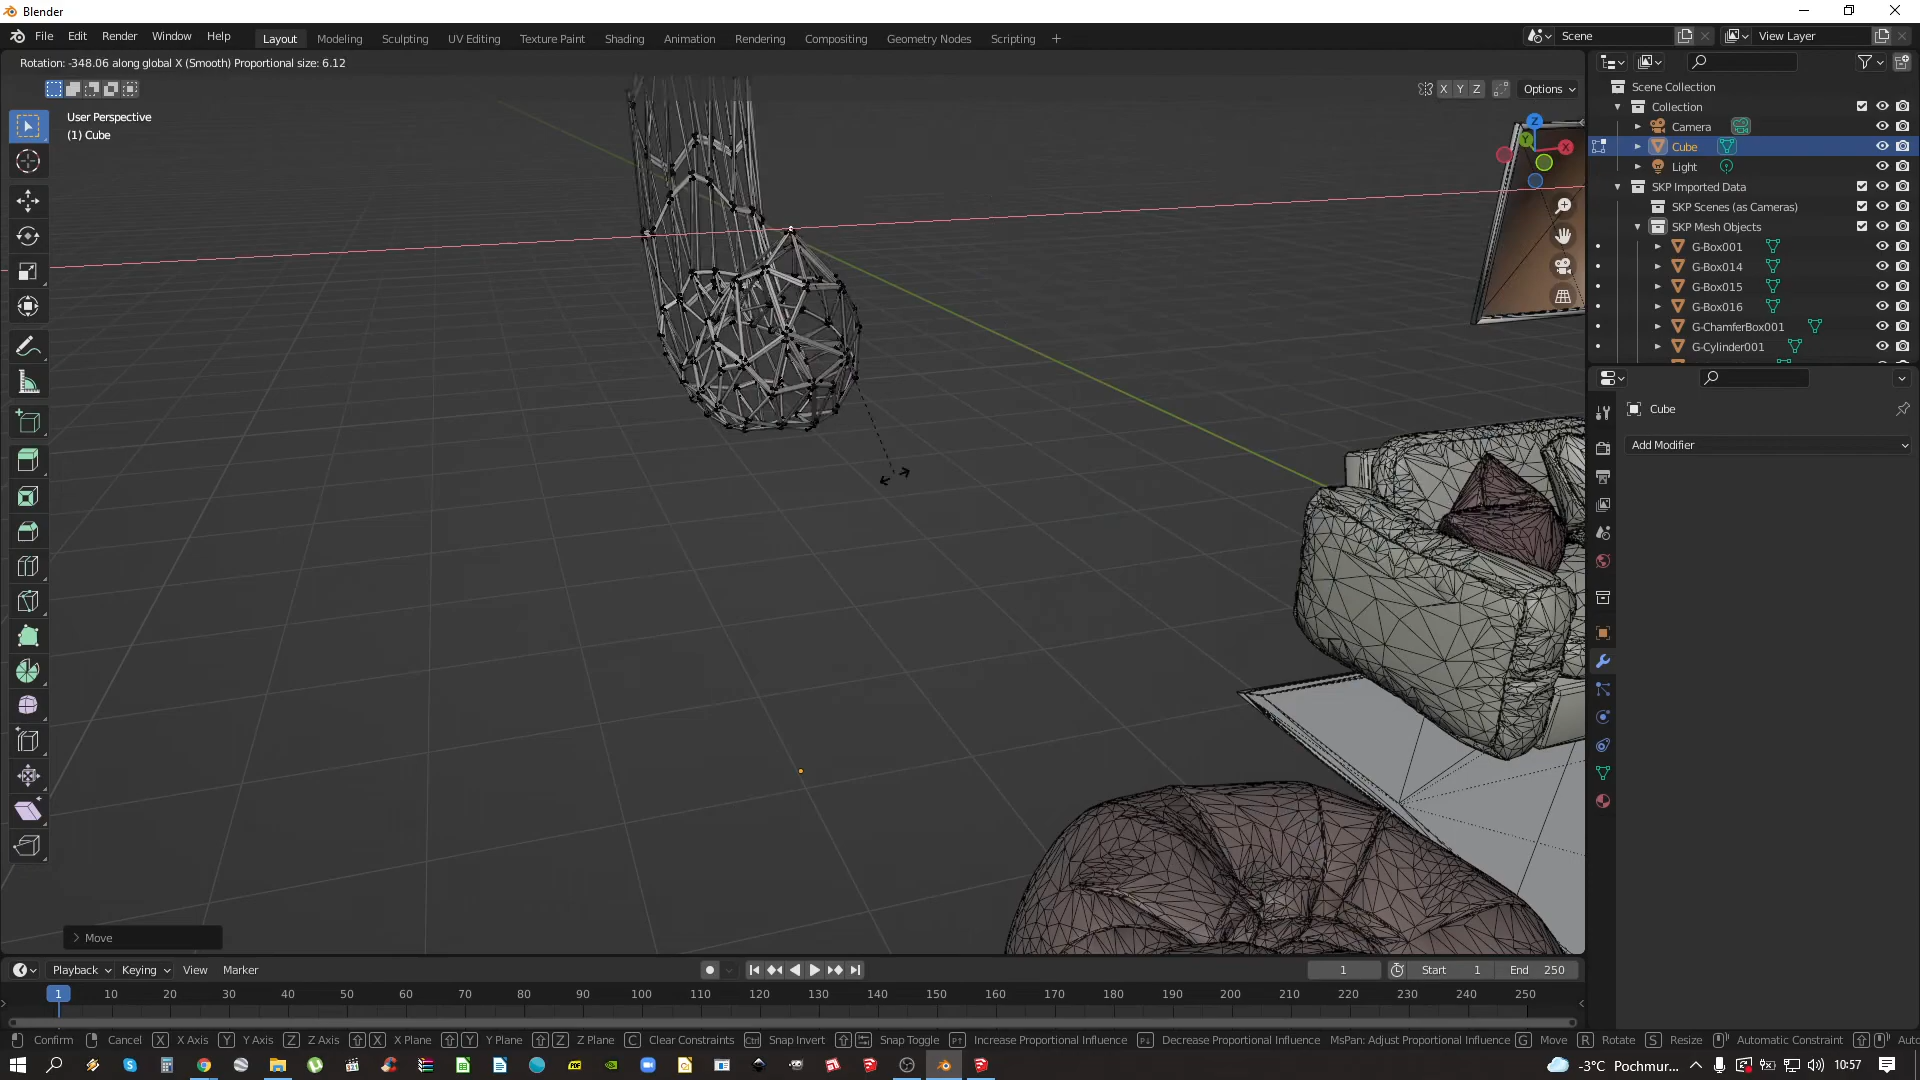 Blender
File Edit Render Window Help Layout Modeling Sculpting UV Editing Texture Paint Shading Animation Rendering Compositing Geometry Nodes Scripting + Scene View Layer
Rotation: -348.06 along global X (Smooth) Proportional size: 6.12
X Y Z Options
User Perspective
(1) Cube
Z
Y
X
Scene Collection
Collection
Camera
Cube
Light
SKP Imported Data
SKP Scenes (as Cameras)
SKP Mesh Objects
G-Box001
G-Box014
G-Box015
G-Box016
G-ChamferBox001
G-Cylinder001
Cube
Add Modifier
> Move
Playback Keying View Marker 1 Start 1 End 250
1 10 20 30 40 50 60 70 80 90 100 110 120 130 140 150 160 170 180 190 200 210 220 230 240 250
Confirm Cancel X X Axis Y Y Axis Z Z Axis X X Plane Y Y Plane Z Z Plane C Clear Constraints Ctrl Snap Invert Snap Toggle Increase Proportional Influence Decrease Proportional Influence MsPan: Adjust Proportional Influence G Move R Rotate S Resize Automatic Constraint Auto
-3°C Pochmur... 10:57